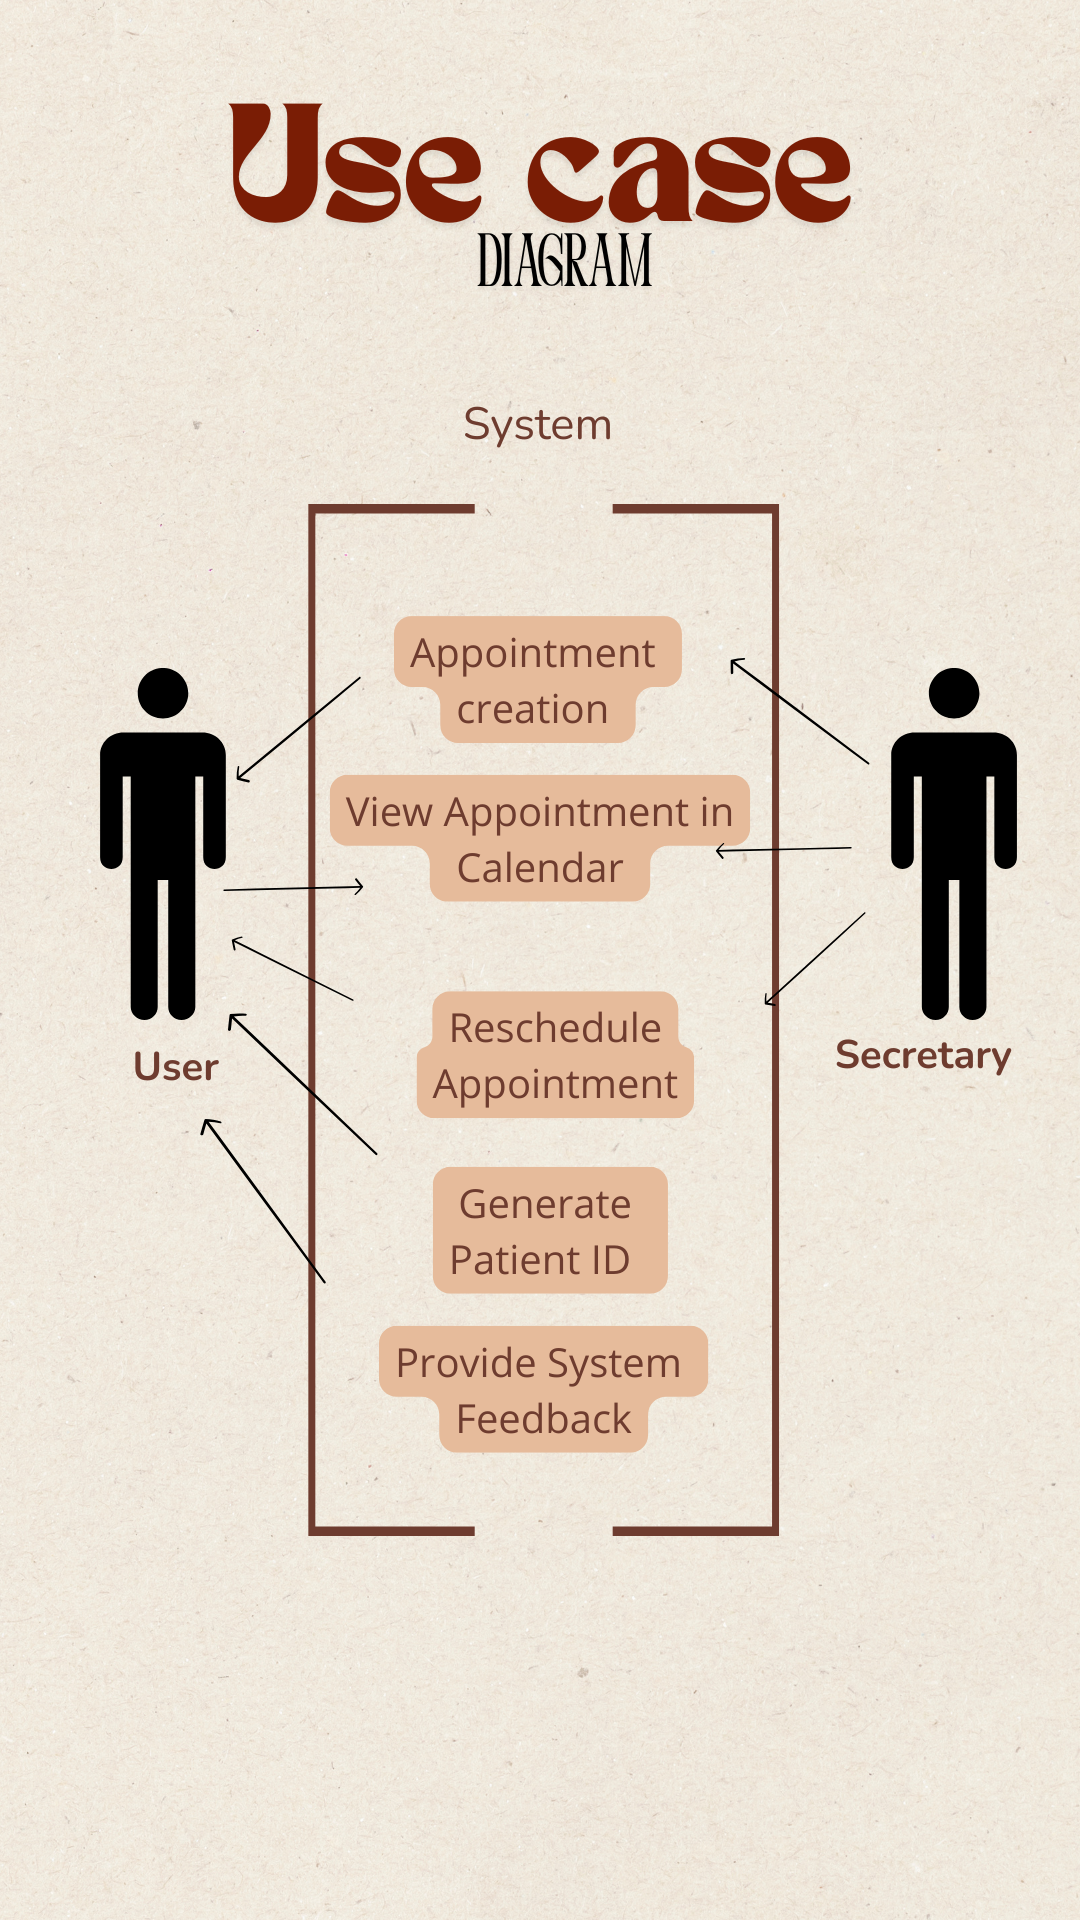 Use case
DIAGRAM
System
Appointment
creation
View Appointment in
Calendar
Reschedule
Appointment
User
Secretary
Generate
Patient ID
Provide System
Feedback